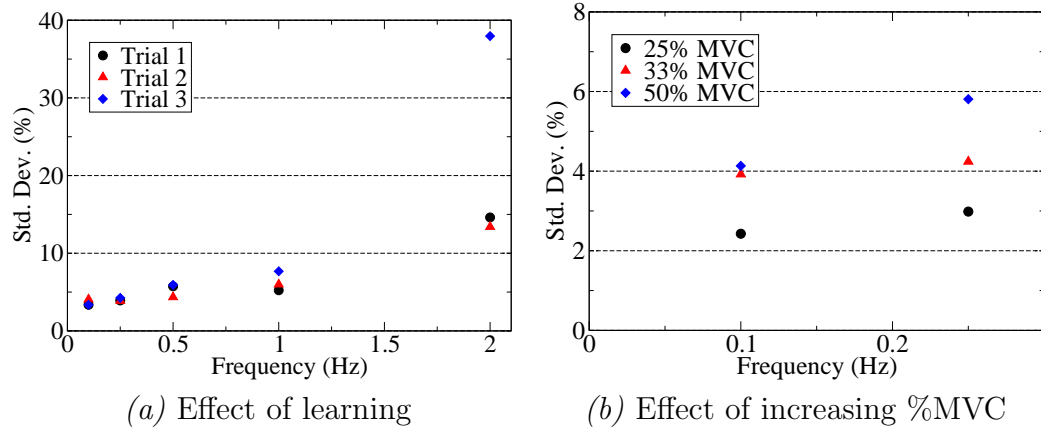 40
30
20
10
0
Std. Dev. (%)
Trial 1
Trial 2
Trial 3
0 0.5 1 1.5 2
Frequency (Hz)
(a) Effect of learning
8
6
4
2
0
Std. Dev. (%)
25% MVC
33% MVC
50% MVC
0 0.1 0.2
Frequency (Hz)
(b) Effect of increasing %MVC